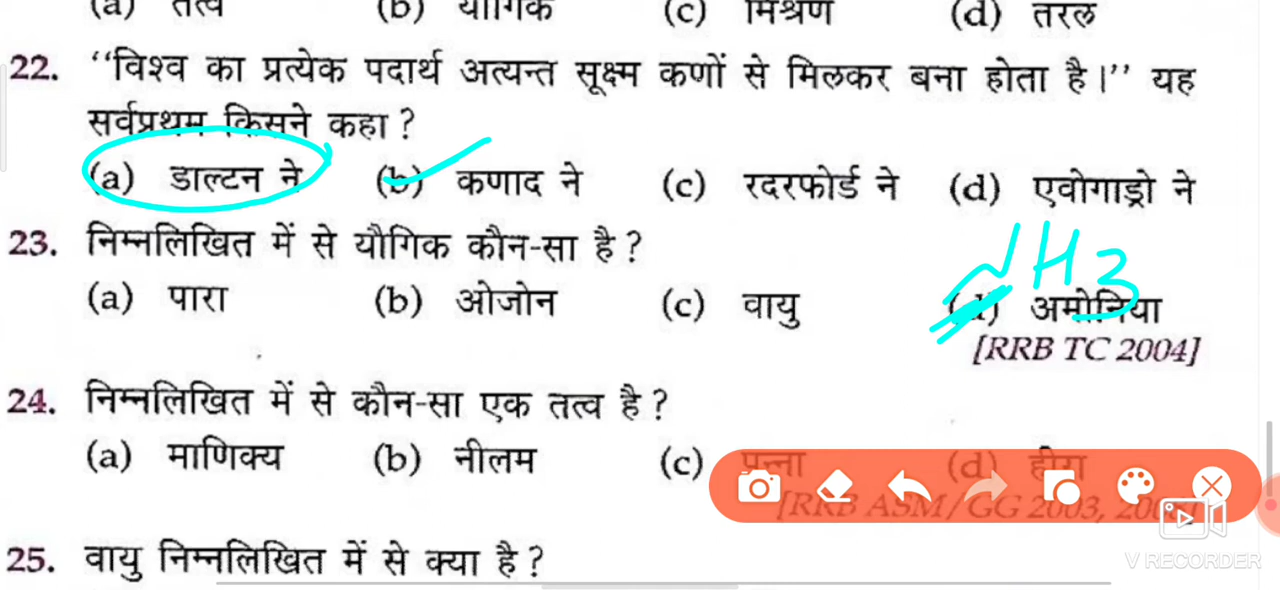 (a) तत्व (b) यौगिक (c) मिश्रण (d) तरल
22. ‘‘विश्व का प्रत्येक पदार्थ अत्यन्त सूक्ष्म कणों से मिलकर बना होता है।’’ यह
सर्वप्रथम किसने कहा ?
(a) डाल्टन ने (b) कणाद ने (c) रदरफोर्ड ने (d) एवोगाड्रो ने
NH3
23. निम्नलिखित में से यौगिक कौन-सा है ?
(a) पारा (b) ओजोन (c) वायु (d) अमोनिया
[RRB TC 2004]
24. निम्नलिखित में से कौन-सा एक तत्व है ?
(a) माणिक्य (b) नीलम (c) पन्ना (d) हीरा
[RRB ASM/GG 2003,
V RECORDER
25. वायु निम्नलिखित में से क्या है ?